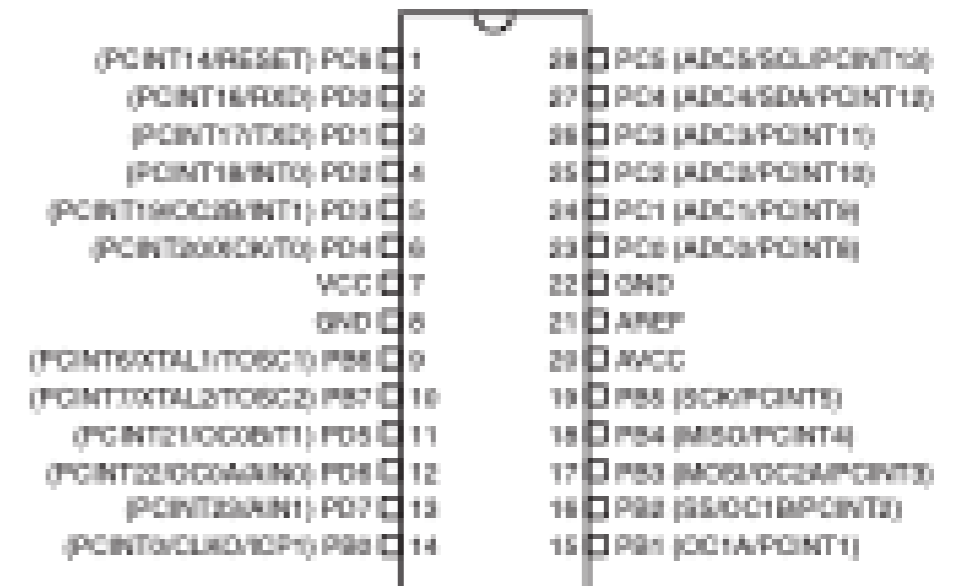 (PCINT14/RESET) PC6 1
(PCINT16/RXD) PD0 2
(PCINT17/TXD) PD1 3
(PCINT18/INT0) PD2 4
(PCINT19/OC2B/INT1) PD3 5
(PCINT20/XCK/T0) PD4 6
VCC 7
GND 8
(PCINT6/XTAL1/TOSC1) PB6 9
(PCINT7/XTAL2/TOSC2) PB7 10
(PCINT21/OC0B/T1) PD5 11
(PCINT22/OC0A/AIN0) PD6 12
(PCINT23/AIN1) PD7 13
(PCINT0/CLKO/ICP1) PB0 14
28 PC5 (ADC5/SCL/PCINT13)
27 PC4 (ADC4/SDA/PCINT12)
26 PC3 (ADC3/PCINT11)
25 PC2 (ADC2/PCINT10)
24 PC1 (ADC1/PCINT9)
23 PC0 (ADC0/PCINT8)
22 GND
21 AREF
20 AVCC
19 PB5 (SCK/PCINT5)
18 PB4 (MISO/PCINT4)
17 PB3 (MOSI/OC2A/PCINT3)
16 PB2 (SS/OC1B/PCINT2)
15 PB1 (OC1A/PCINT1)